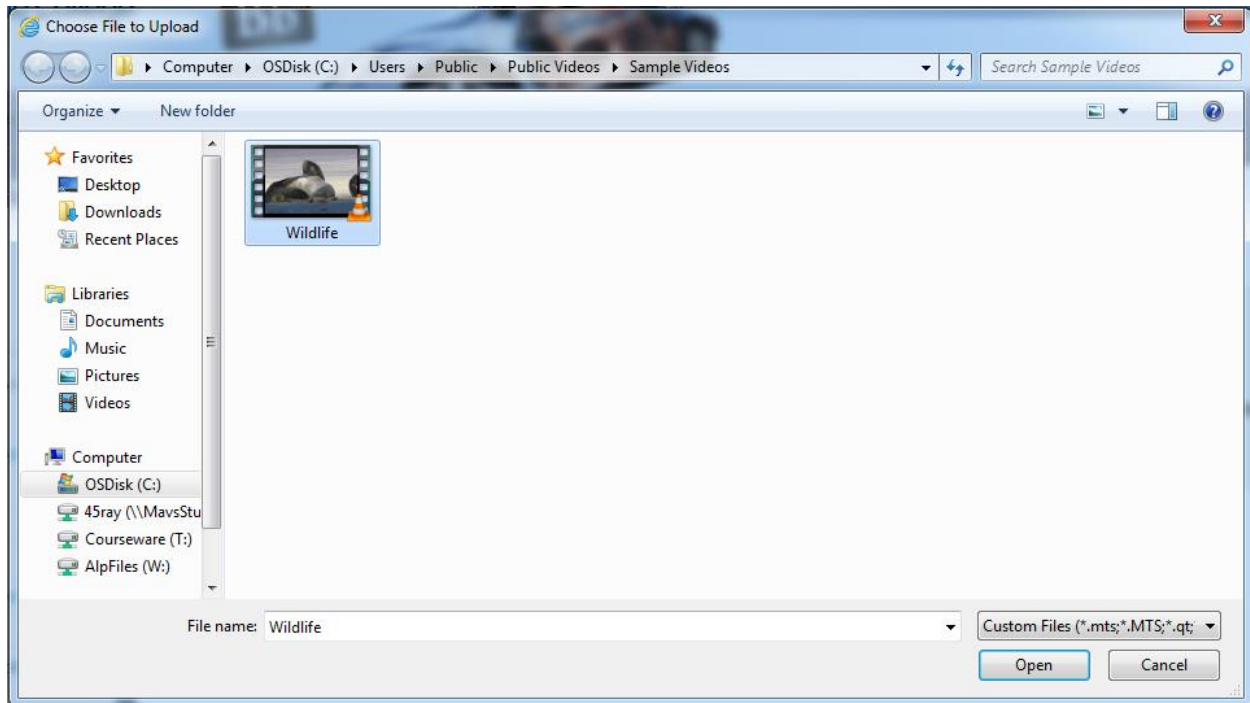 Choose File to Upload
Computer ▸ OSDisk (C:) ▸ Users ▸ Public ▸ Public Videos ▸ Sample Videos
Search Sample Videos
Organize ▾ New folder
Favorites
Desktop
Downloads
Recent Places
Libraries
Documents
Music
Pictures
Videos
Computer
OSDisk (C:)
45ray (\\MavsStu
Courseware (T:)
AlpFiles (W:)
Wildlife
File name: Wildlife
Custom Files (*.mts;*.MTS;*.qt;
Open Cancel